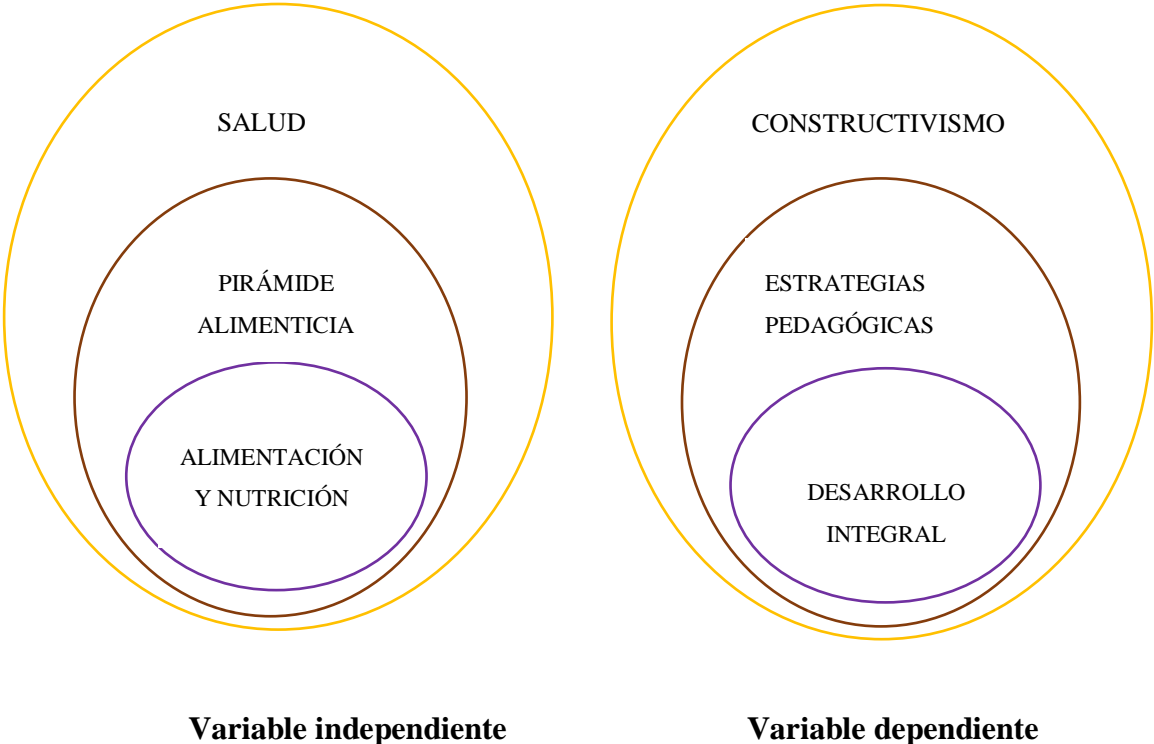 SALUD
PIRÁMIDE
ALIMENTICIA
ALIMENTACIÓN
Y NUTRICIÓN
Variable independiente
CONSTRUCTIVISMO
ESTRATEGIAS
PEDAGÓGICAS
DESARROLLO
INTEGRAL
Variable dependiente